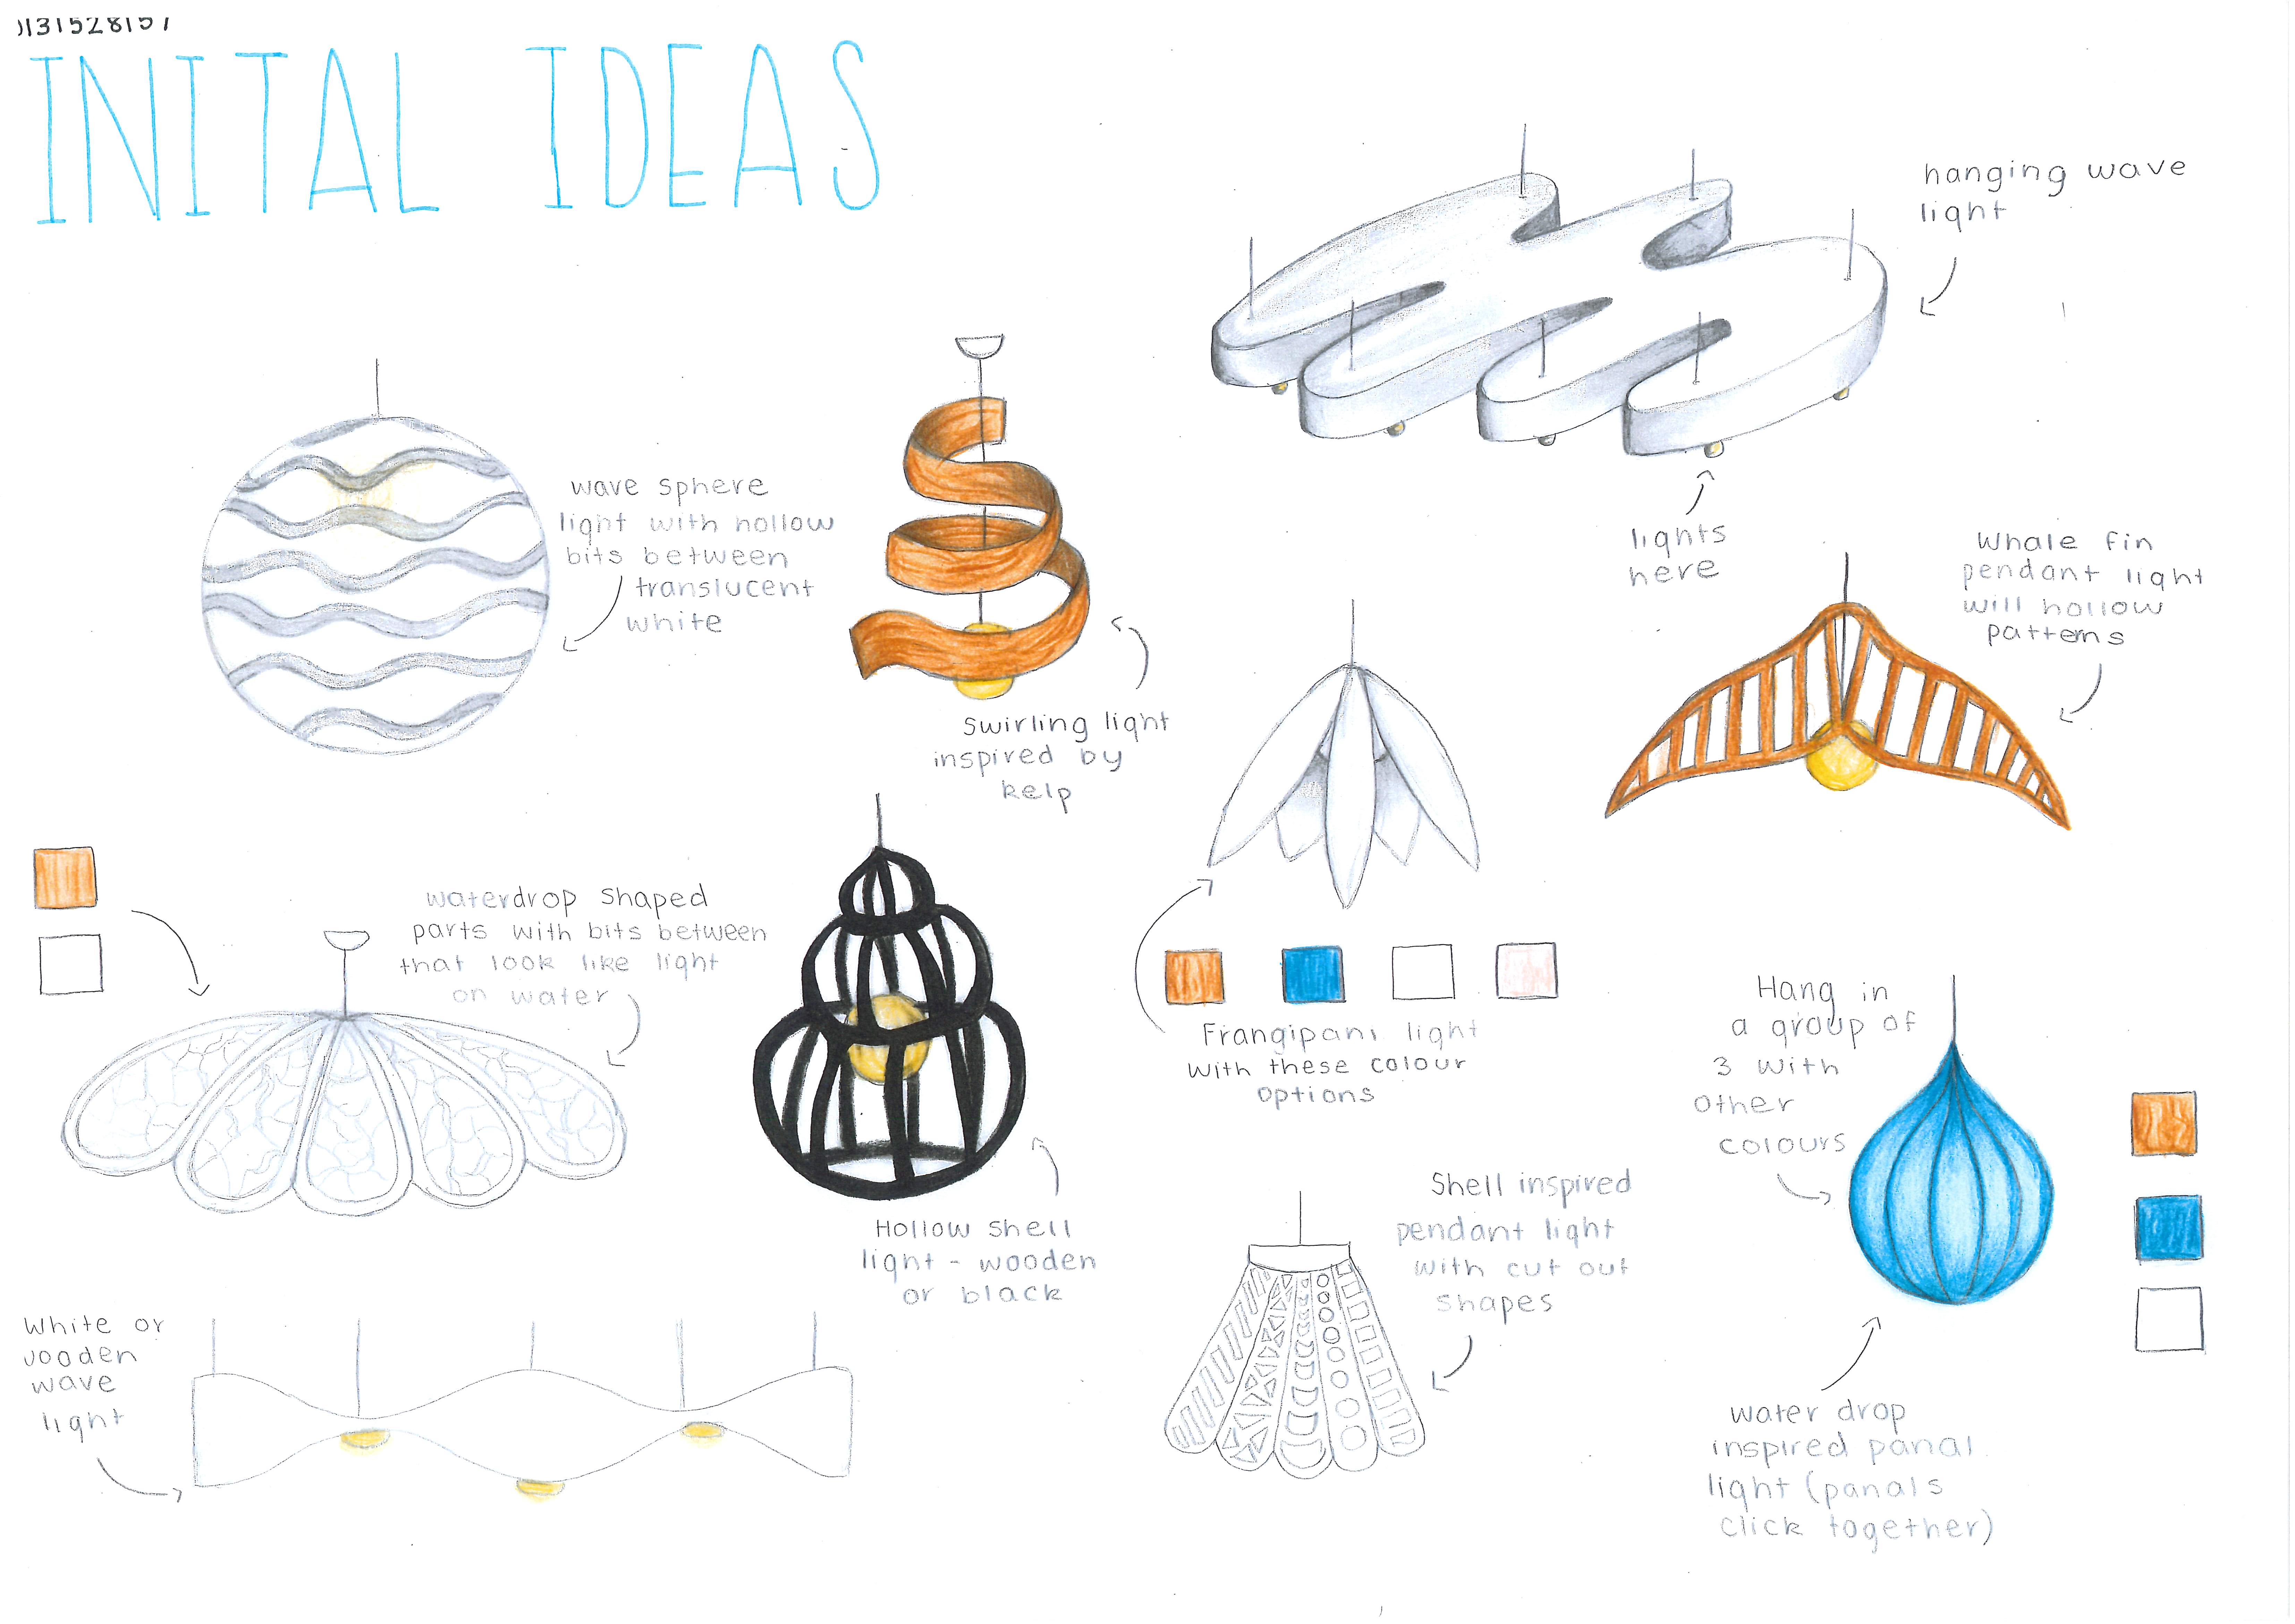 INITAL IDEAS
hanging wave
light
lights
here
wave sphere
light with hollow
bits between
translucent
white
Swirling light
inspired by
kelp
Whale fin
pendant light
will hollow
patterns
waterdrop shaped
parts with bits between
that look like light
on water
Hollow shell
light - wooden
or black
Frangipani light
with these colour
options
Hang in
a group of
3 with
other
colours
Shell inspired
pendant light
with cut out
shapes
White or
wooden
wave
light
water drop
inspired panal
light (panals
click together)